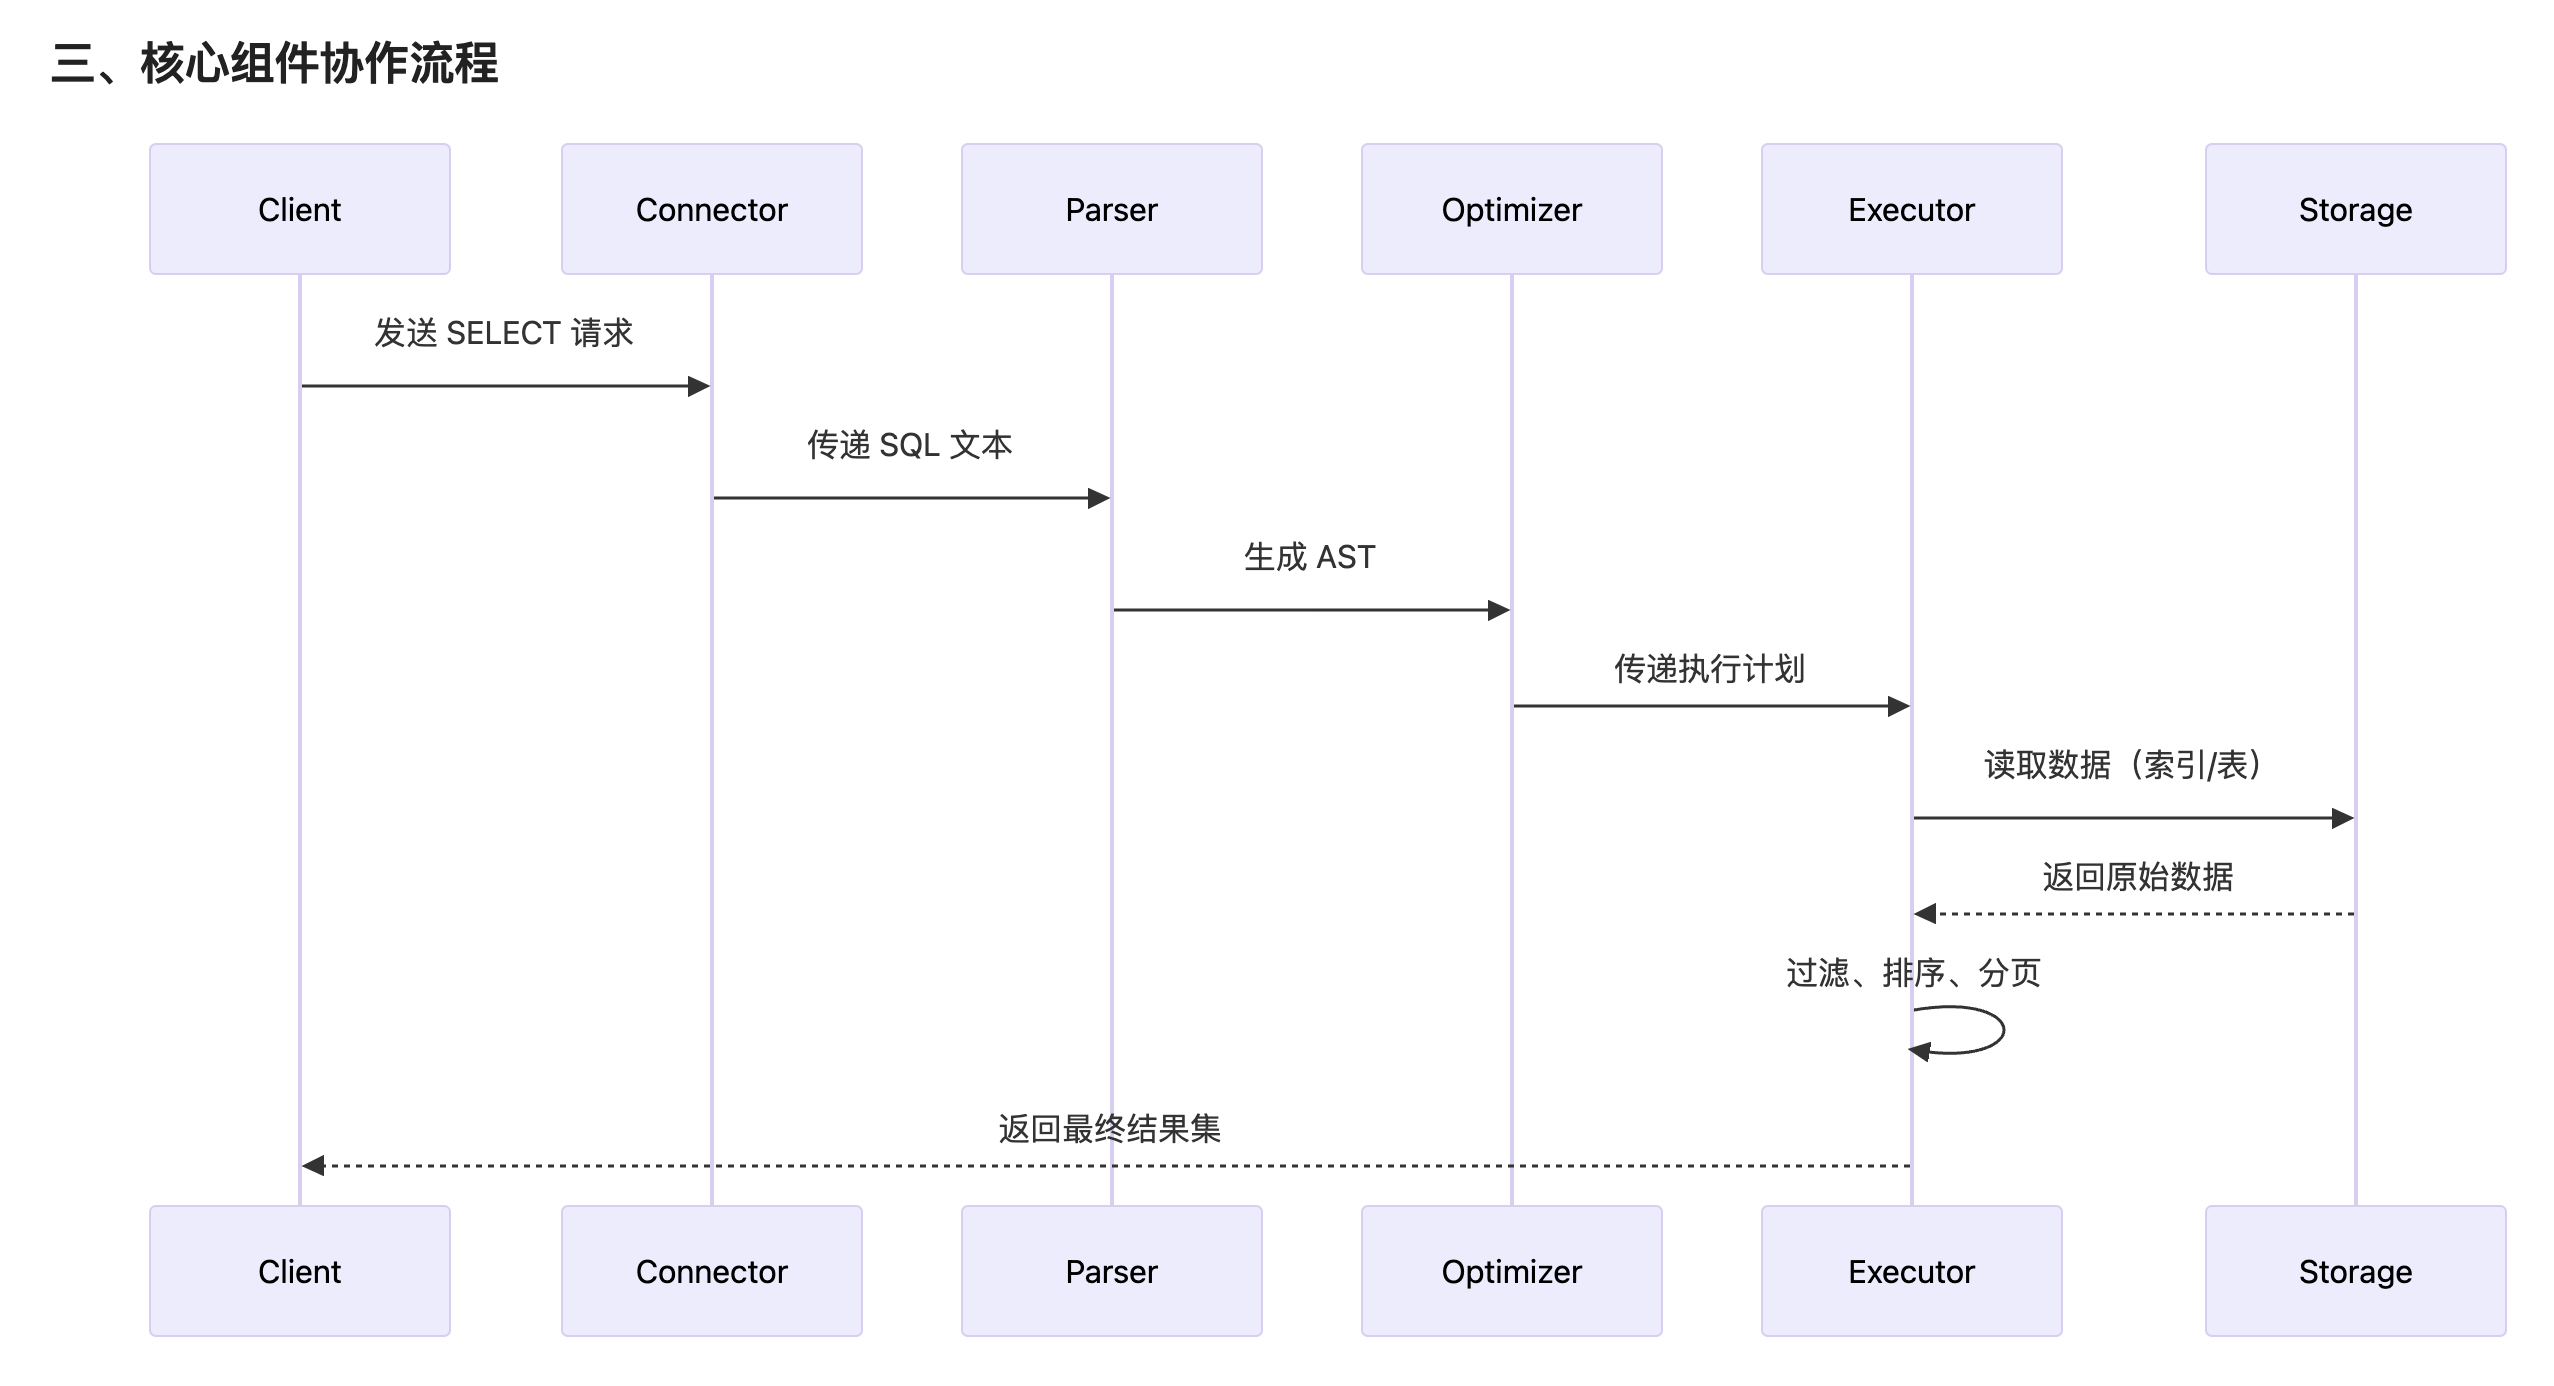 三、核心组件协作流程
Client
Connector
Parser
Optimizer
Executor
Storage
发送 SELECT 请求
传递 SQL 文本
生成 AST
传递执行计划
读取数据（索引/表）
返回原始数据
过滤、排序、分页
返回最终结果集
Client
Connector
Parser
Optimizer
Executor
Storage